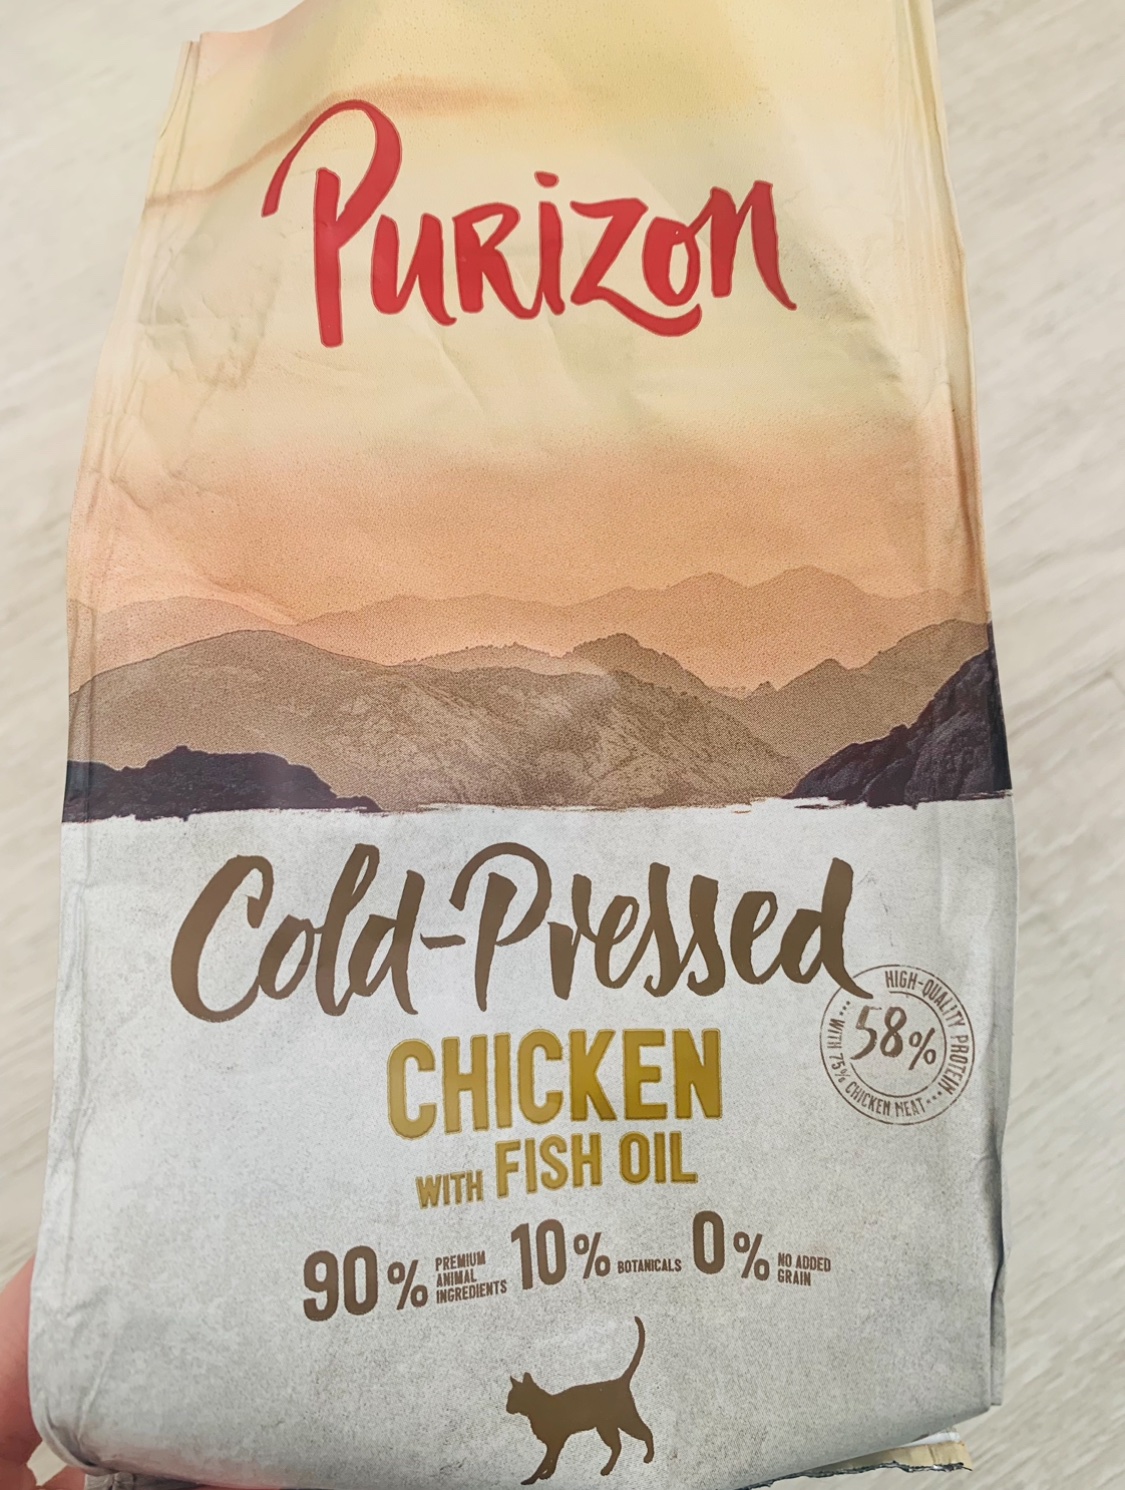 Purizon
Cold-Pressed
HIGH-QUALITY PROTEIN
58%
WITH 75% CHICKEN MEAT
CHICKEN
WITH FISH OIL
90% PREMIUM ANIMAL INGREDIENTS 10% BOTANICALS 0% NO ADDED GRAIN